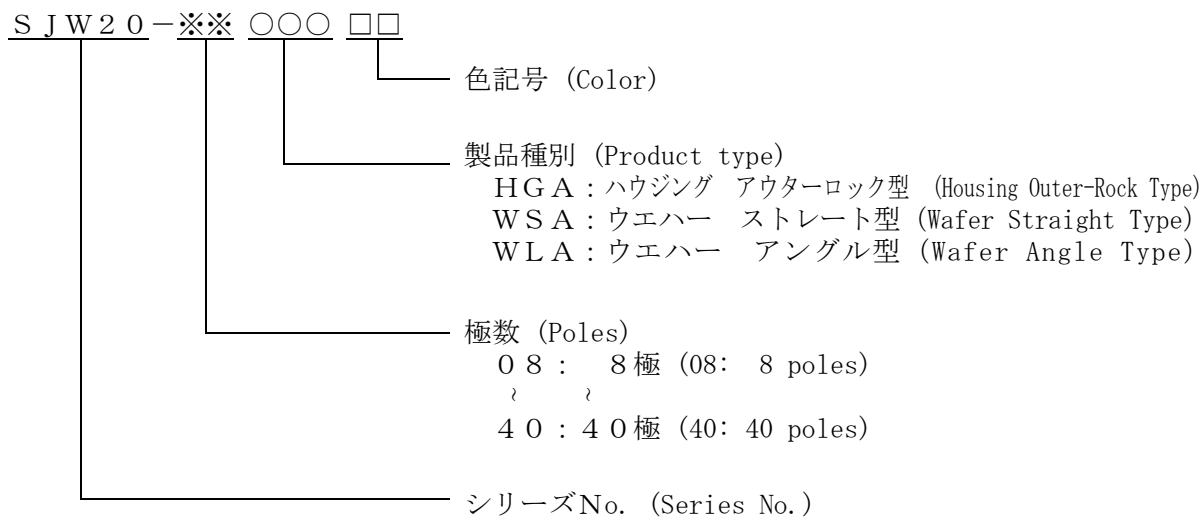 ＳＪＷ２０－※※ ○○○ □□
色記号 (Color)
製品種別 (Product type)
ＨＧＡ：ハウジング　アウターロック型　(Housing Outer-Rock Type)
ＷＳＡ：ウエハー　ストレート型 (Wafer Straight Type)
ＷＬＡ：ウエハー　アングル型 (Wafer Angle Type)
極数 (Poles)
０８：　８極 (08:  8 poles)
～　　～
４０：４０極 (40: 40 poles)
シリーズNo. (Series No.)